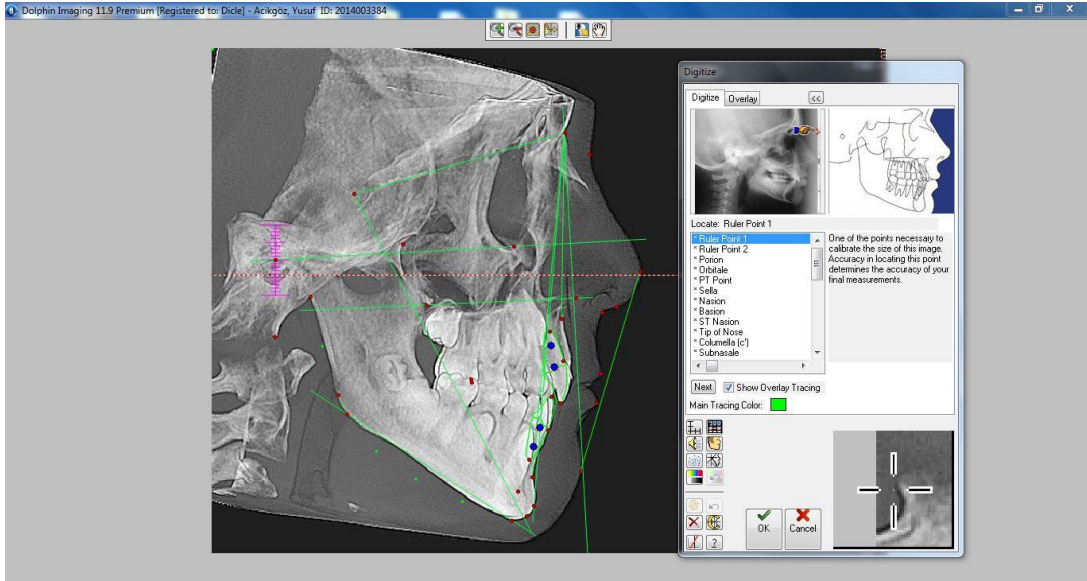 Dolphin Imaging 11.9 Premium [Registered to: Dicle] - Acikgöz, Yusuf ID: 2014003384
Digitize
Digitize Overlay <<
Locate: Ruler Point 1
* Ruler Point 1
* Ruler Point 2
* Porion
* Orbitale
* PT Point
* Sella
* Nasion
* Basion
* ST Nasion
* Tip of Nose
* Columella (c')
* Subnasale
One of the points necessary to
calibrate the size of this image.
Accuracy in locating this point
detemines the accuracy of your
final measurements.
Next Show Overlay Tracing
Main Tracing Color:
OK
Cancel
?